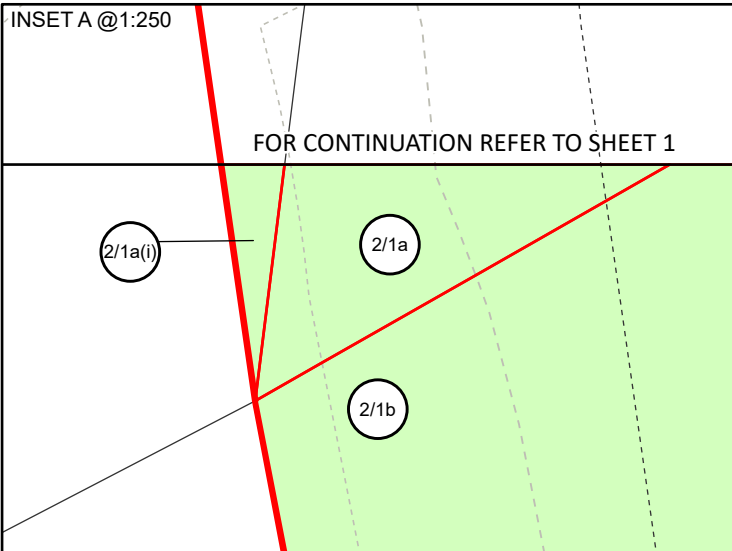 INSET A @1:250
FOR CONTINUATION REFER TO SHEET 1
2/1a(i)
2/1a
2/1b